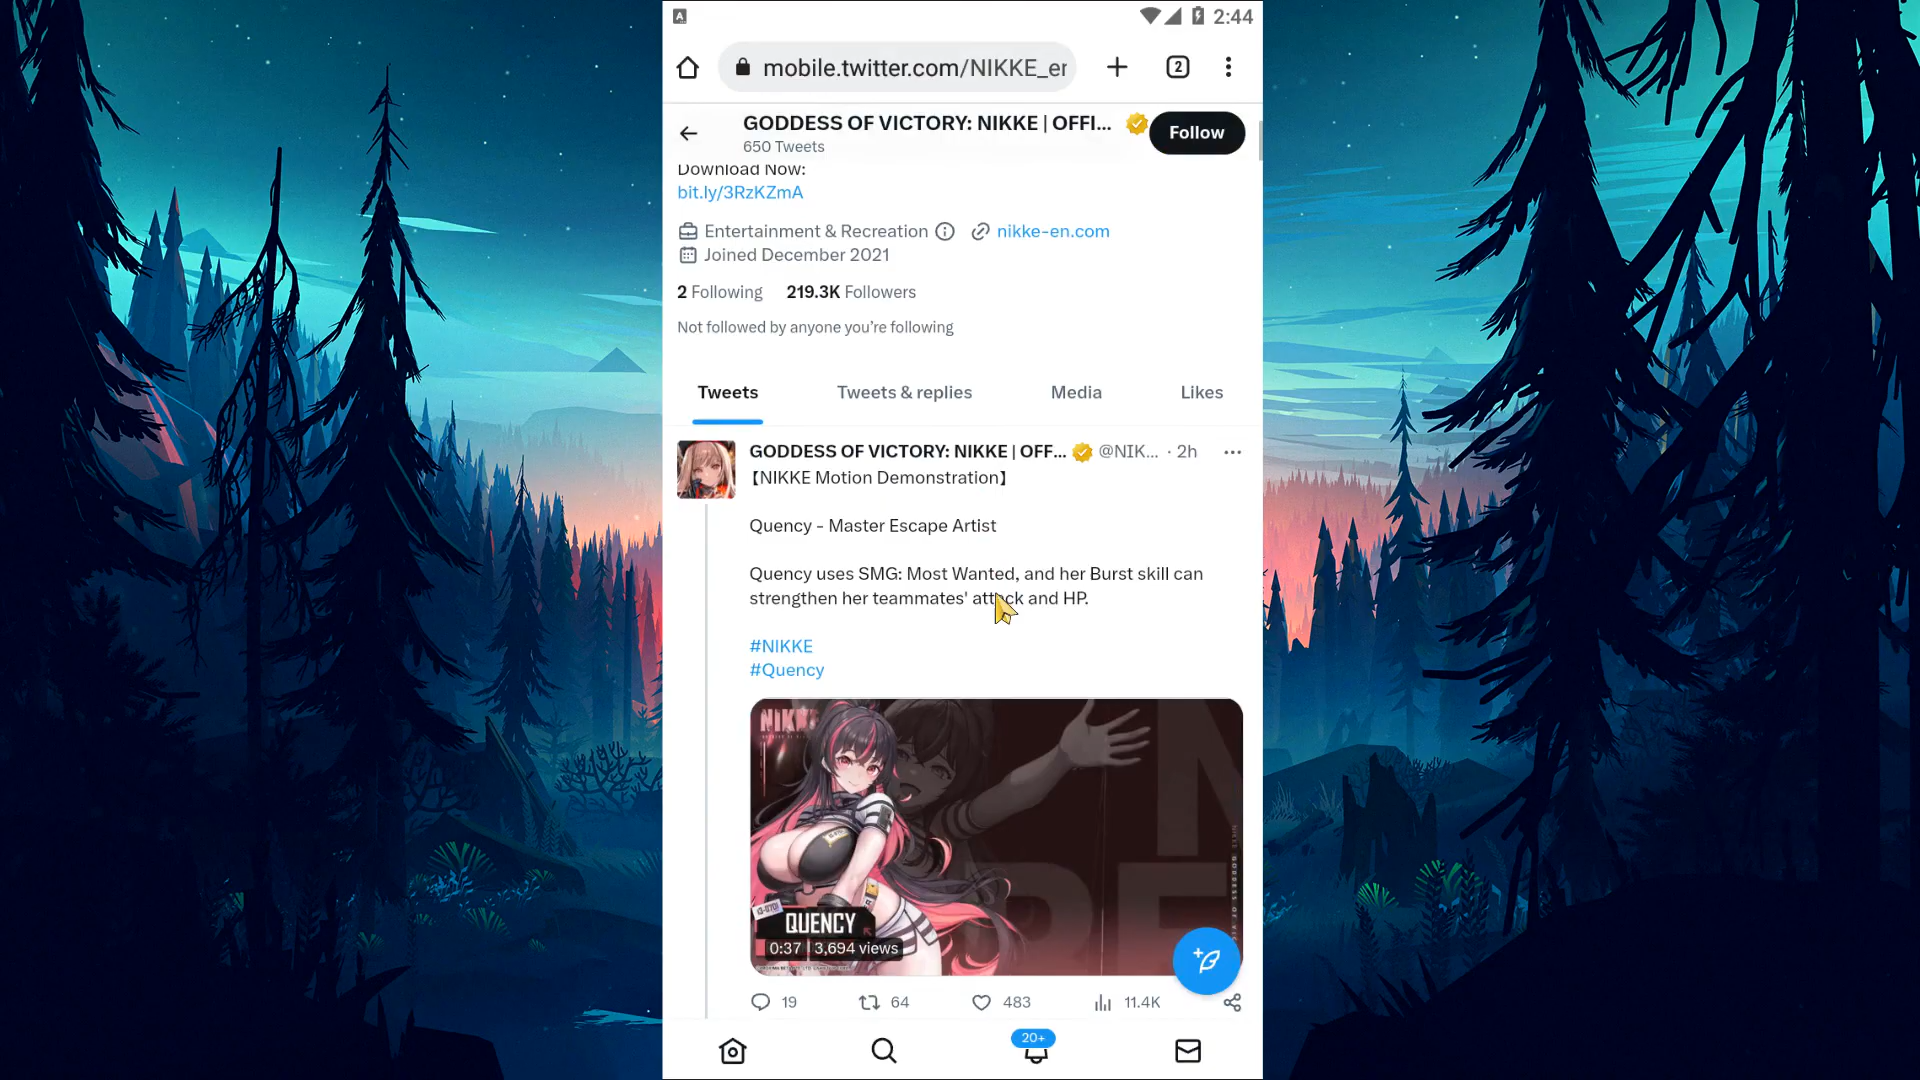 A 2:44
mobile.twitter.com/NIKKE_er 2
GODDESS OF VICTORY: NIKKE | OFFI...
650 Tweets
Follow
Download Now:
bit.ly/3RzKZmA
Entertainment & Recreation nikke-en.com
Joined December 2021
2 Following 219.3K Followers
Not followed by anyone you're following
Tweets Tweets & replies Media Likes
GODDESS OF VICTORY: NIKKE | OFF... @NIK... · 2h
【NIKKE Motion Demonstration】
Quency - Master Escape Artist
Quency uses SMG: Most Wanted, and her Burst skill can
strengthen her teammates' attack and HP.
#NIKKE
#Quency
NIKKE
QUENCY
0:37 3,694 views
19 64 483 11.4K
20+